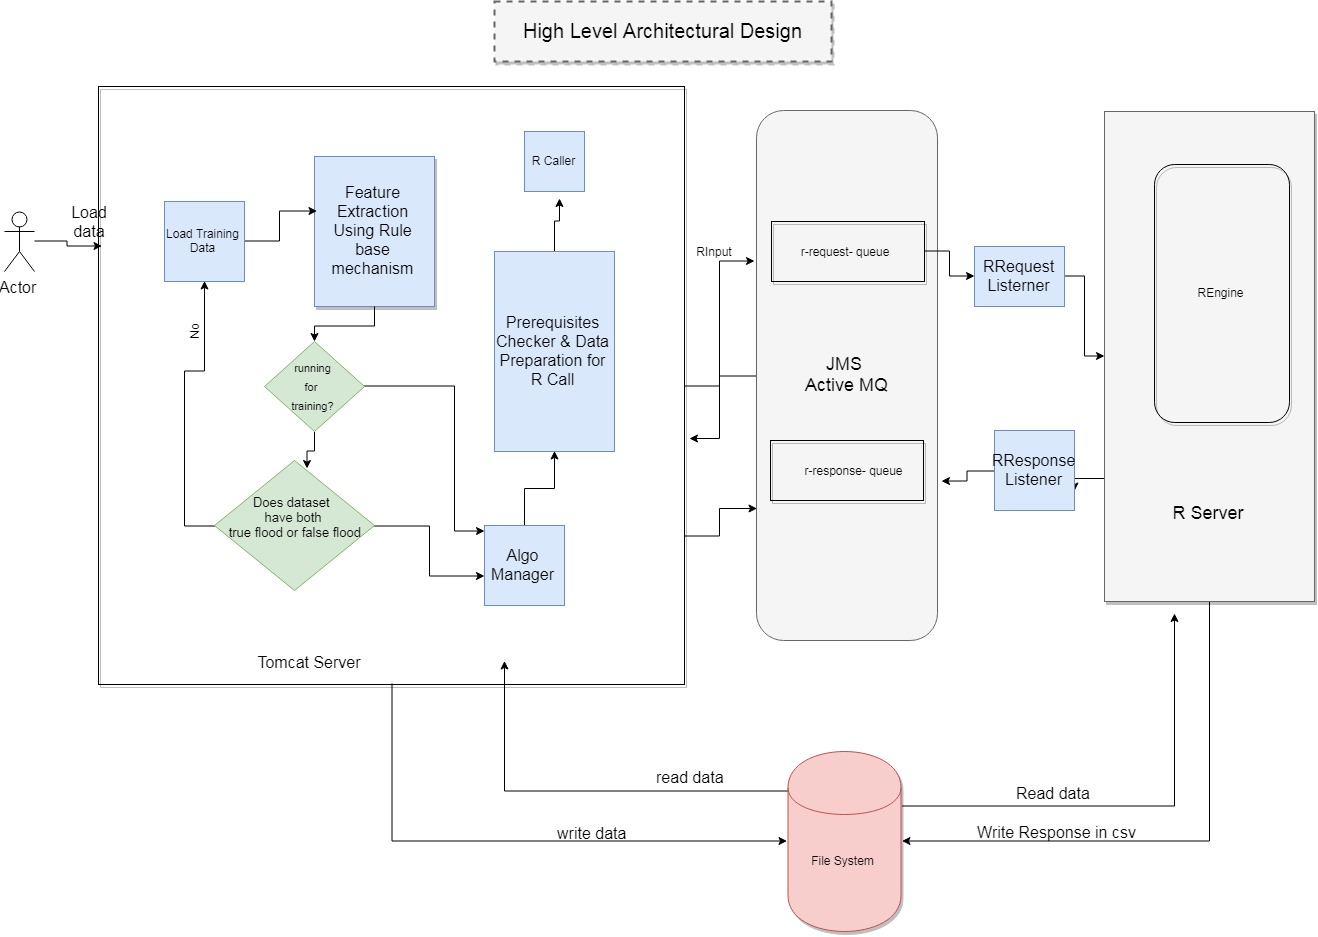 High Level Architectural Design
Load
data
Actor
Load Training
Data
Feature
Extraction
Using Rule
base
mechanism
R Caller
No
running
for
training?
Does dataset
have both
true flood or false flood
Prerequisites
Checker & Data
Preparation for
R Call
Algo
Manager
Tomcat Server
RInput
r-request- queue
JMS
Active MQ
r-response- queue
RRequest
Listerner
RResponse
Listener
REngine
R Server
read data
write data
Read data
Write Response in csv
File System